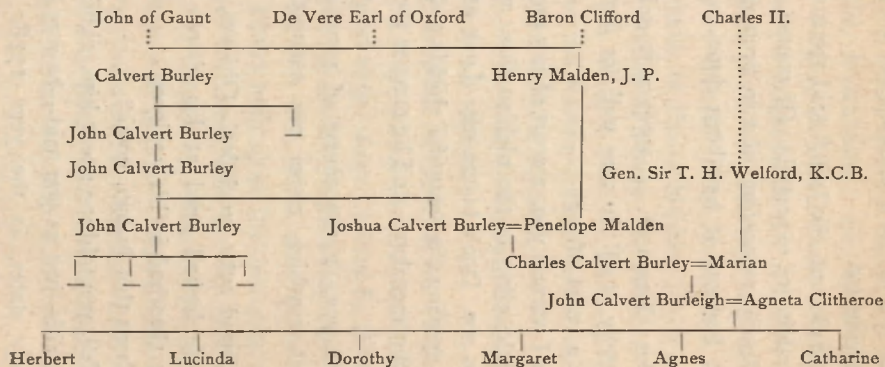 John of Gaunt De Vere Earl of Oxford Baron Clifford Charles II.
Calvert Burley Henry Malden, J. P.
John Calvert Burley
John Calvert Burley
Gen. Sir T. H. Welford, K.C.B.
John Calvert Burley Joshua Calvert Burley=Penelope Malden
Charles Calvert Burley=Marian
John Calvert Burleigh=Agneta Clitheroe
Herbert Lucinda Dorothy Margaret Agnes Catharine